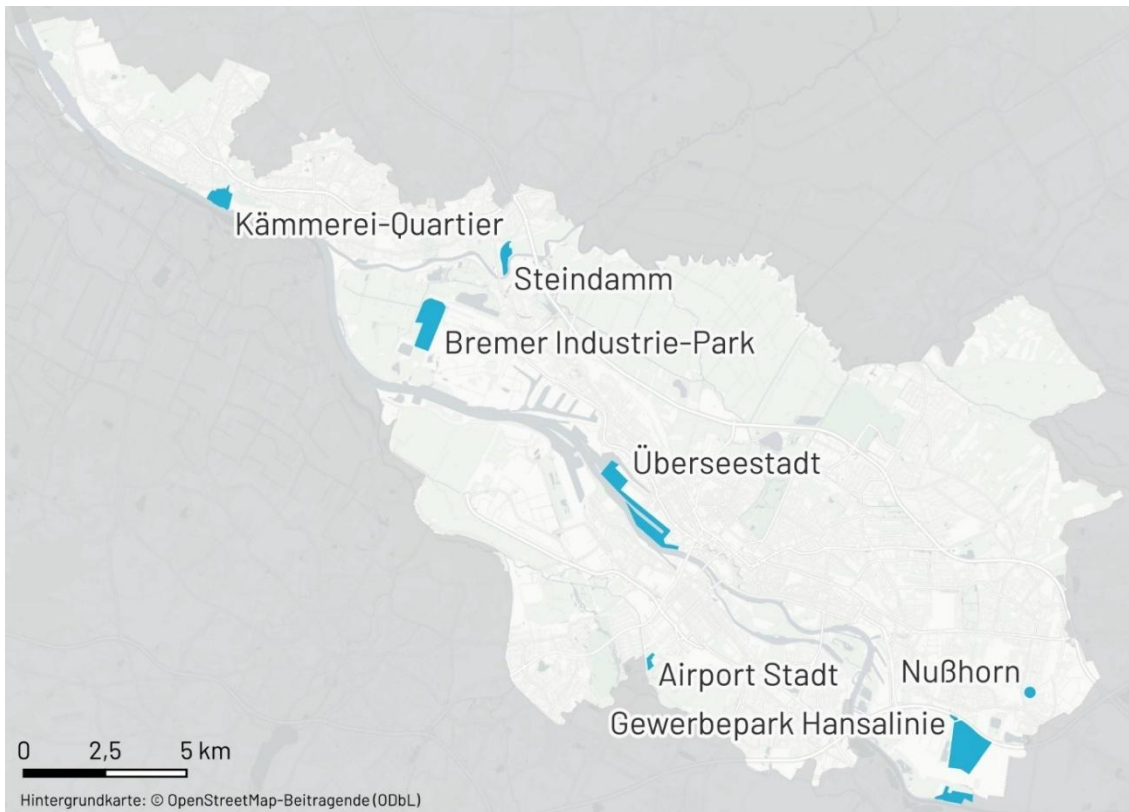 Kämmerei-Quartier
Steindamm
Bremer Industrie-Park
Überseestadt
Airport Stadt
Nußhorn
Gewerbepark Hansalinie
0 2,5 5 km
Hintergrundkarte: © OpenStreetMap-Beitragende (ODbL)